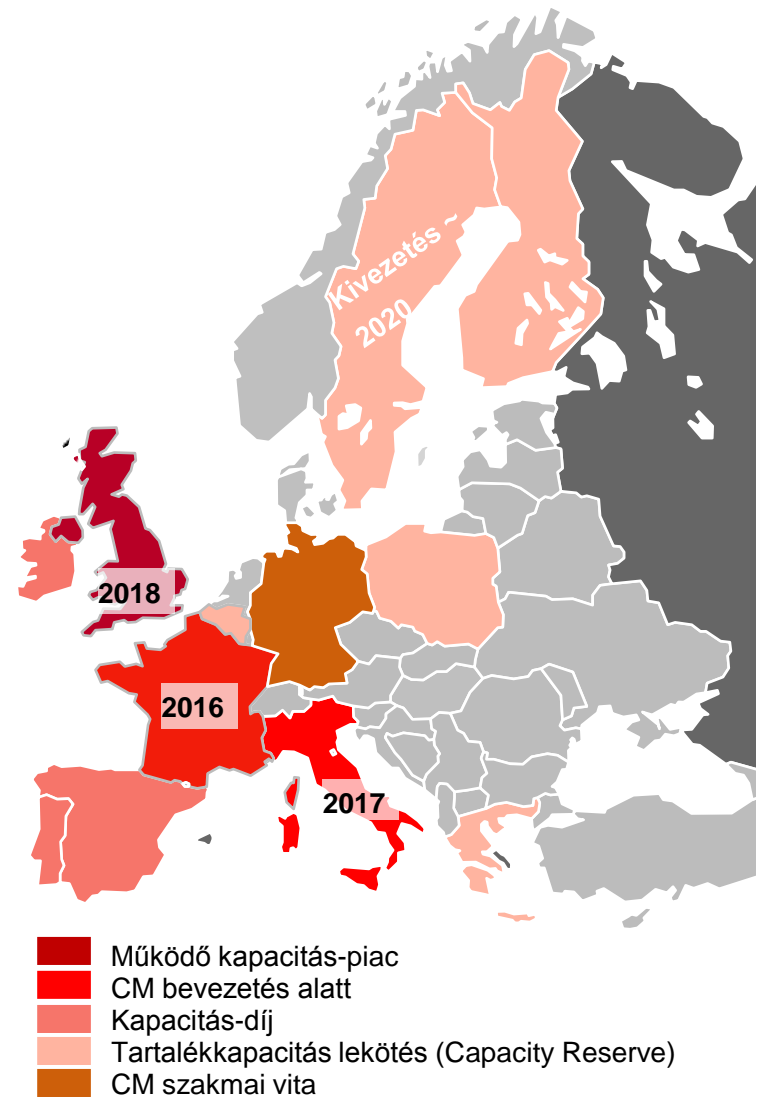 Kivezetés ~
2020
2018
2016
2017
Működő kapacitás-piac
CM bevezetés alatt
Kapacitás-díj
Tartalékkapacitás lekötés (Capacity Reserve)
CM szakmai vita